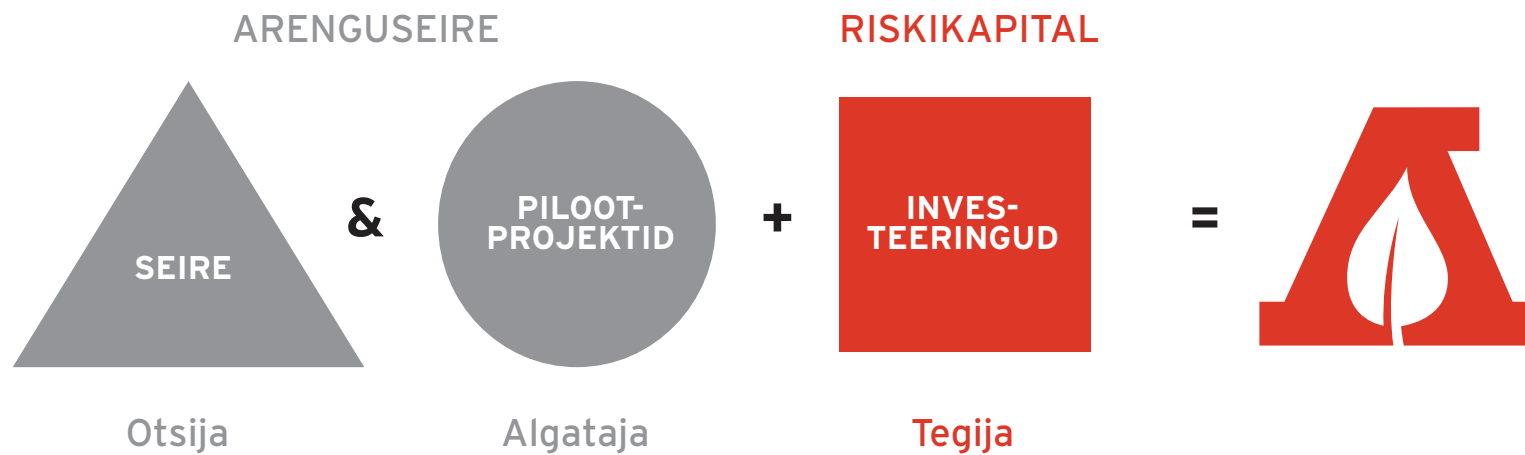 ARENGUSEIRE
RISKIKAPITAL
SEIRE
&
PILOOT-
PROJEKTID
+
INVES-
TEERINGUD
=
Otsija
Algataja
Tegija